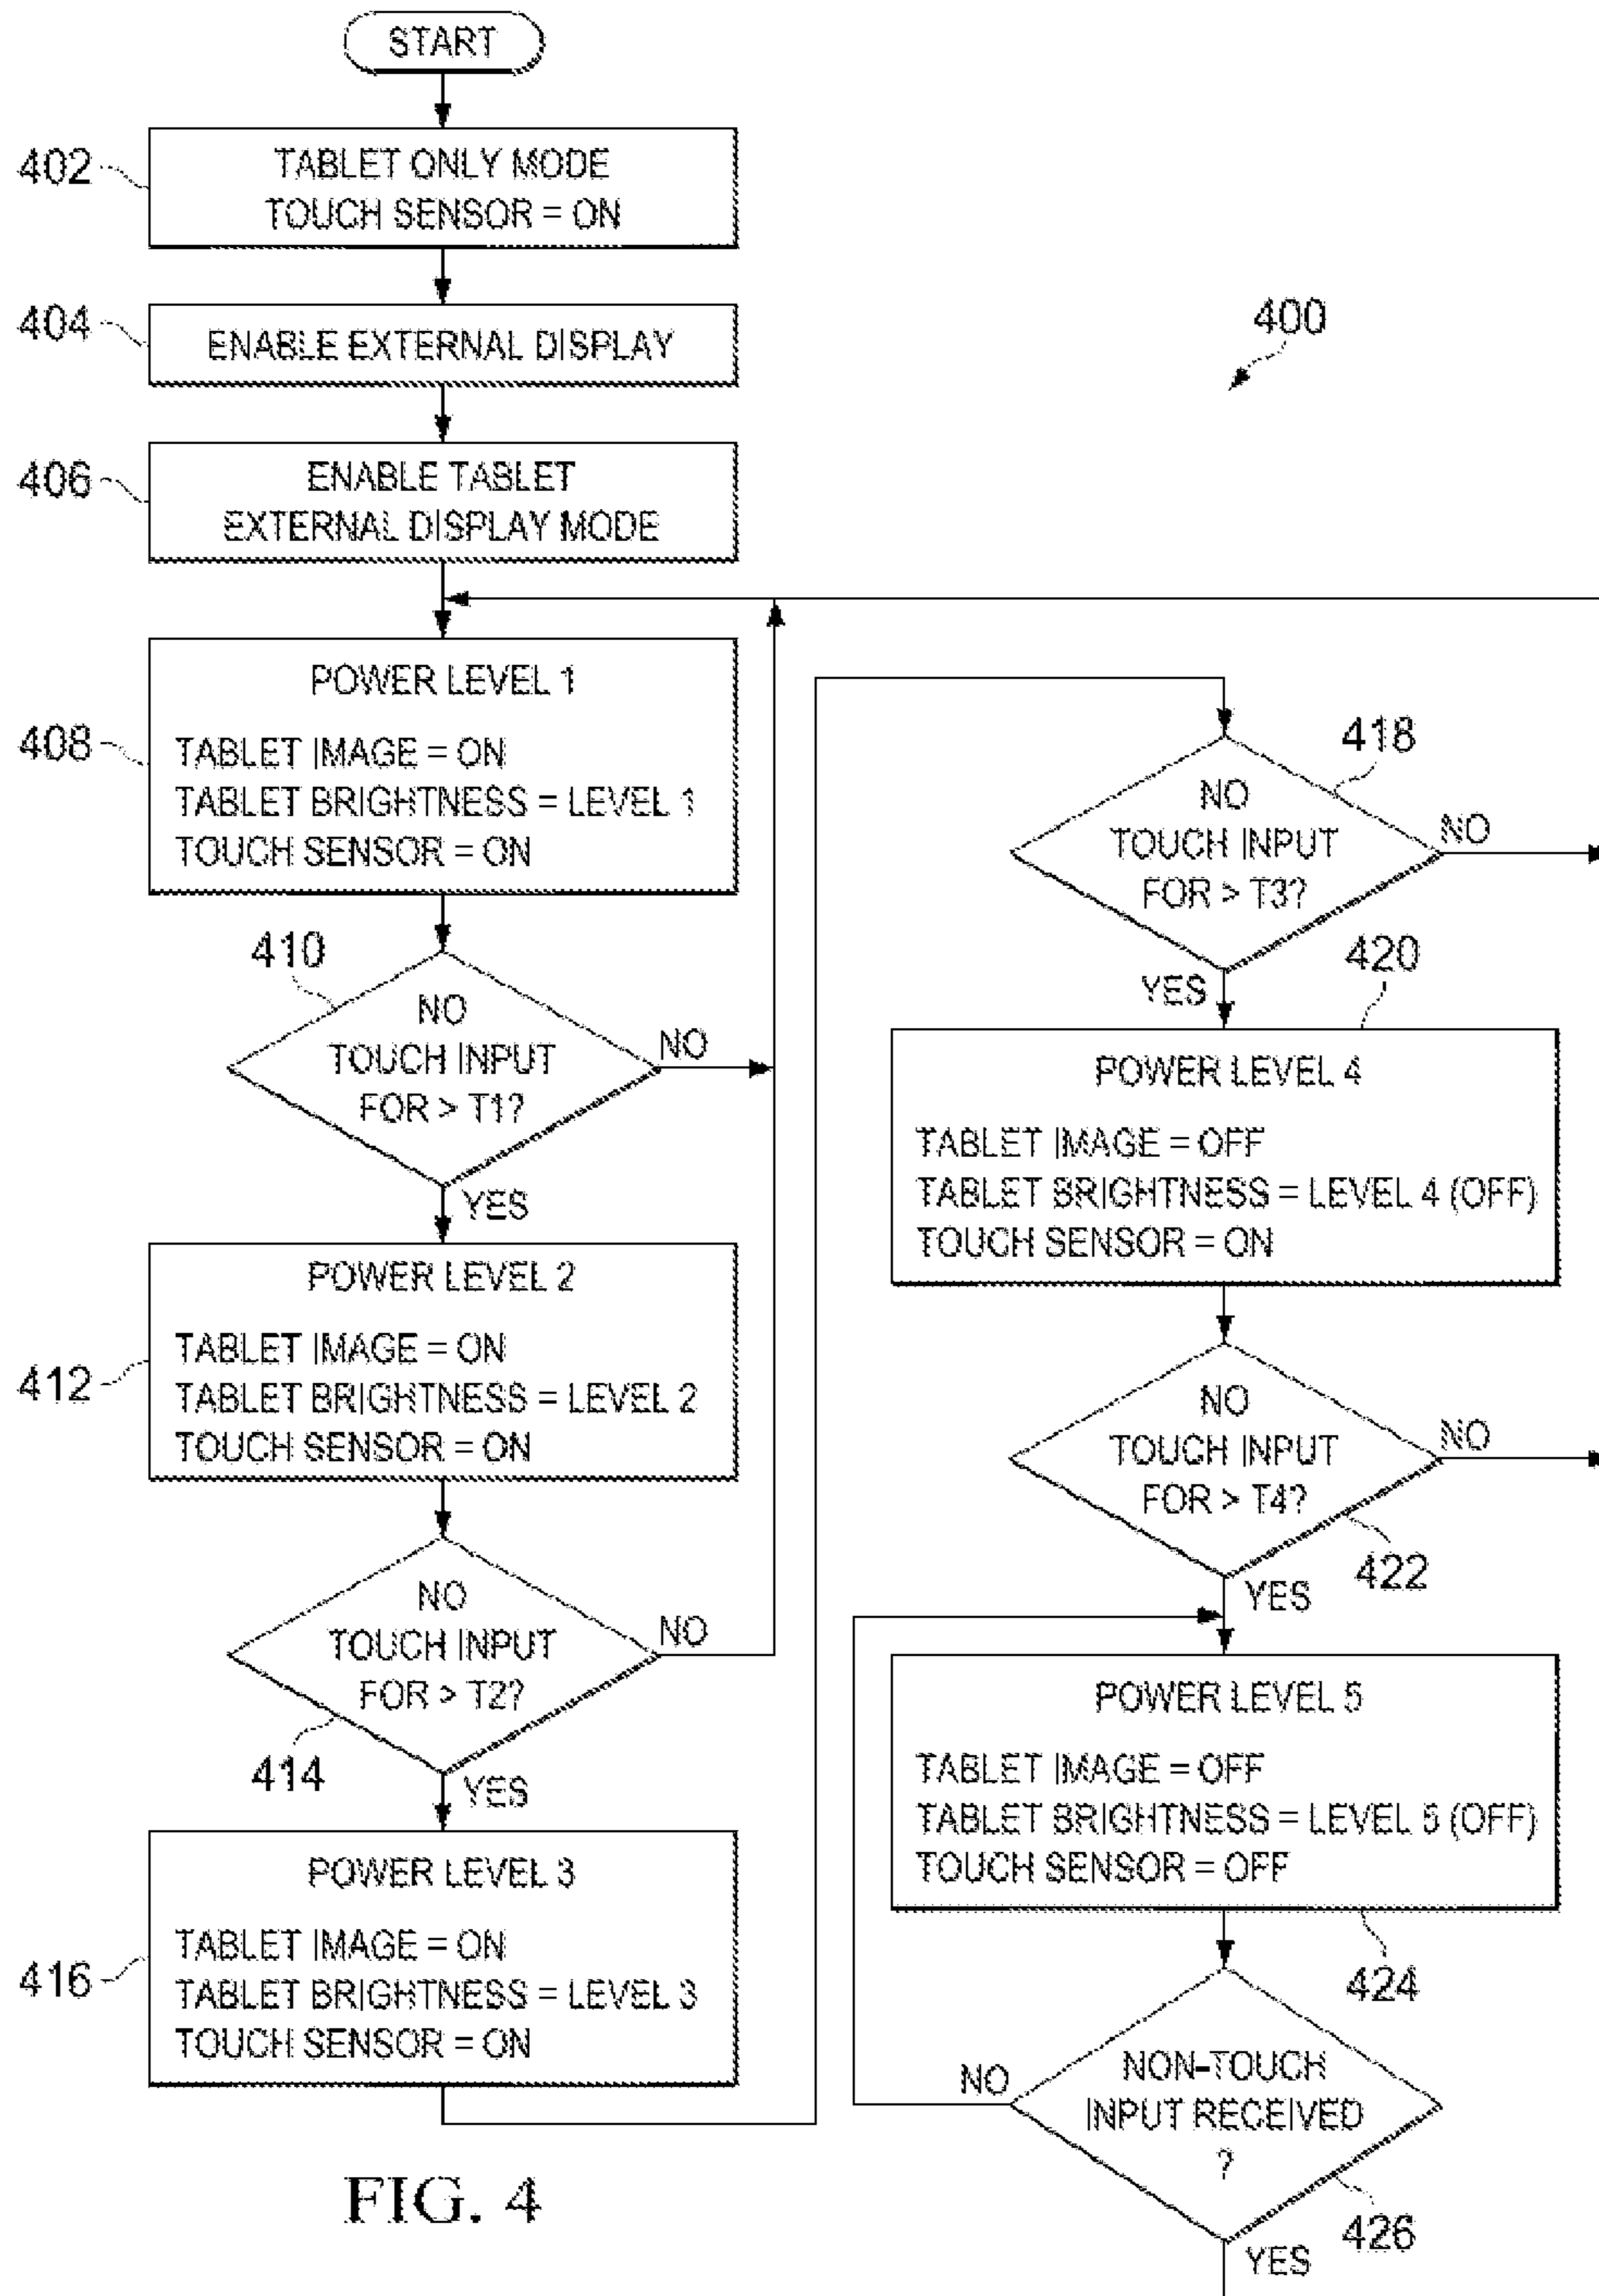 START
402
TABLET ONLY MODE
TOUCH SENSOR = ON
404
ENABLE EXTERNAL DISPLAY
400
406
ENABLE TABLET
EXTERNAL DISPLAY MODE
408
POWER LEVEL 1
TABLET IMAGE = ON
TABLET BRIGHTNESS = LEVEL 1
TOUCH SENSOR = ON
410
NO
TOUCH INPUT
FOR > T1?
NO
YES
412
POWER LEVEL 2
TABLET IMAGE = ON
TABLET BRIGHTNESS = LEVEL 2
TOUCH SENSOR = ON
NO
TOUCH INPUT
FOR > T2?
NO
414
YES
416
POWER LEVEL 3
TABLET IMAGE = ON
TABLET BRIGHTNESS = LEVEL 3
TOUCH SENSOR = ON
418
NO
TOUCH INPUT
FOR > T3?
NO
YES
420
POWER LEVEL 4
TABLET IMAGE = OFF
TABLET BRIGHTNESS = LEVEL 4 (OFF)
TOUCH SENSOR = ON
NO
TOUCH INPUT
FOR > T4?
NO
422
YES
POWER LEVEL 5
TABLET IMAGE = OFF
TABLET BRIGHTNESS = LEVEL 5 (OFF)
TOUCH SENSOR = OFF
424
NO
NON-TOUCH
INPUT RECEIVED
?
426
YES
FIG. 4